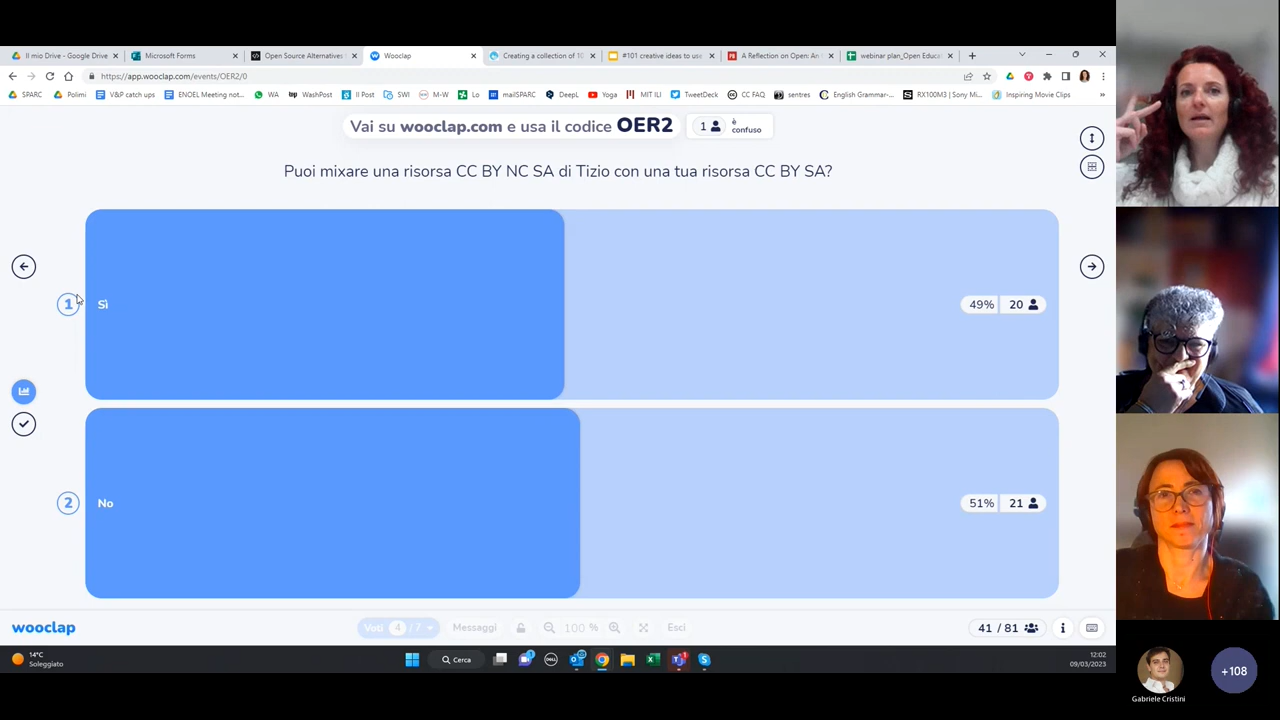 Il mio Drive - Google Drive
Microsoft Forms
Open Source Alternatives
Wooclap
Creating a collection of 10
#101 creative ideas to use
A Reflection on Open: An
webinar plan_Open Educat
https://app.wooclap.com/events/OER2/0
SPARC
Polimi
V&P catch ups
ENOEL Meeting not...
WA
WashPost
Il Post
SWI
M-W
Lo
mailSPARC
DeepL
Yoga
MIT ILI
TweetDeck
CC FAQ
sentres
English Grammar-...
RX100M3 | Sony Mi...
Inspiring Movie Clips
Vai su wooclap.com e usa il codice OER2
1 è confuso
Puoi mixare una risorsa CC BY NC SA di Tizio con una tua risorsa CC BY SA?
1 Sì 49% 20
2 No 51% 21
wooclap
Voti 4 / 7
Messaggi
100 %
Esci
41 / 81
14°C
Soleggiato
Cerca
12:02
09/03/2023
Gabriele Cristini
+108